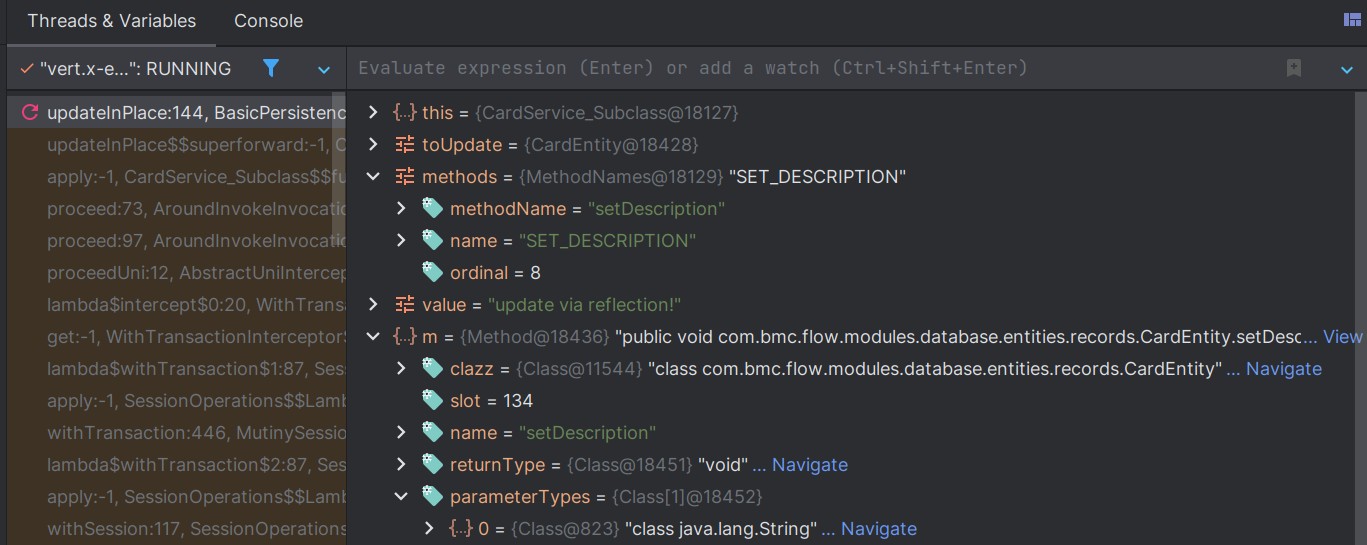 Threads & Variables Console
"vert.x-e...": RUNNING
Evaluate expression (Enter) or add a watch (Ctrl+Shift+Enter)
updateInPlace:144, BasicPersistenc
updateInPlace$$superforward:-1, C
apply:-1, CardService_Subclass$$fu
proceed:73, AroundInvokeInvocatio
proceed:97, AroundInvokeInvocatio
proceedUni:12, AbstractUniIntercep
lambda$intercept$0:20, WithTransa
get:-1, WithTransactionInterceptor$
lambda$withTransaction$1:87, Ses
apply:-1, SessionOperations$$Lamb
withTransaction:446, MutinySessio
lambda$withTransaction$2:87, Ses
apply:-1, SessionOperations$$Lamb
withSession:117, SessionOperations
{...} this = {CardService_Subclass@18127}
toUpdate = {CardEntity@18428}
methods = {MethodNames@18129} "SET_DESCRIPTION"
methodName = "setDescription"
name = "SET_DESCRIPTION"
ordinal = 8
value = "update via reflection!"
{...} m = {Method@18436} "public void com.bmc.flow.modules.database.entities.records.CardEntity.setDesc... View
clazz = {Class@11544} "class com.bmc.flow.modules.database.entities.records.CardEntity" ... Navigate
slot = 134
name = "setDescription"
returnType = {Class@18451} "void" ... Navigate
parameterTypes = {Class[1]@18452}
{...} 0 = {Class@823} "class java.lang.String" ... Navigate